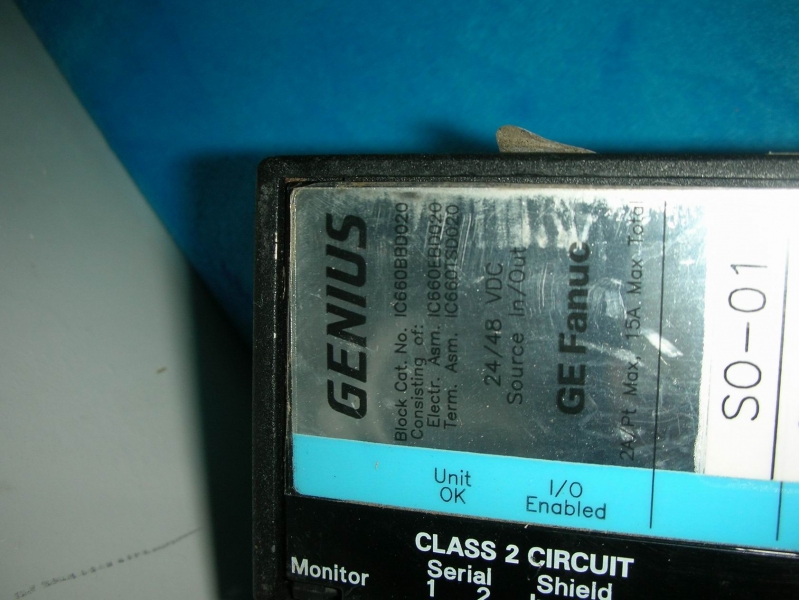 GENIUS
Block Cat. No. IC660BBD020
Consisting of:
Electr. Asm. IC660EBD020
Term. Asm. IC660TSD020
24/48 VDC
Source In/Out
GE Fanuc
2A/Pt Max, 15A Max Total
SO-01
Unit
OK
I/O
Enabled
CLASS 2 CIRCUIT
Monitor
Serial
Shield
1 2